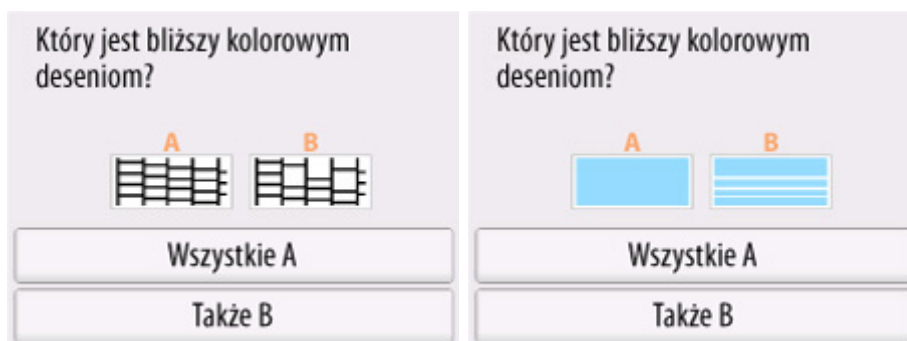 Który jest bliższy kolorowym
deseniom?
A B
Wszystkie A
Także B
Który jest bliższy kolorowym
deseniom?
A B
Wszystkie A
Także B